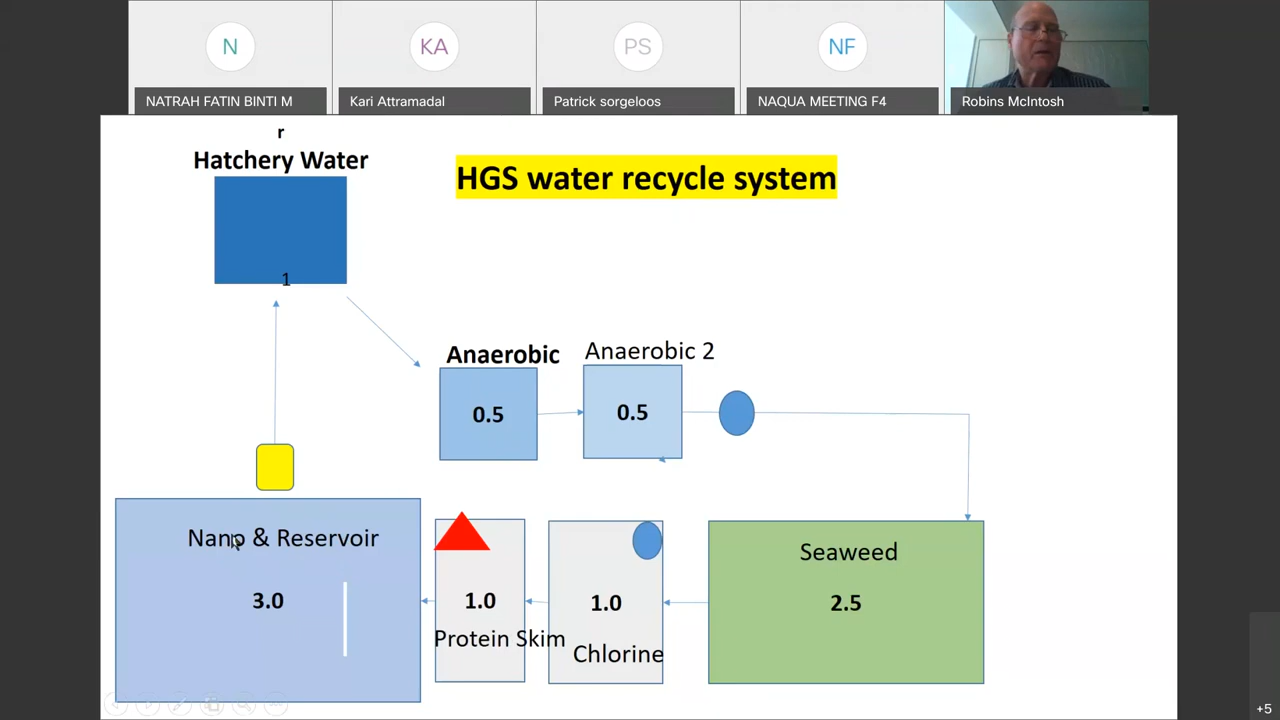 N
KA
PS
NF
NATRAH FATIN BINTI M
Kari Attramadal
Patrick sorgeloos
NAQUA MEETING F4
Robins McIntosh
r
Hatchery Water
HGS water recycle system
1
Anaerobic
Anaerobic 2
0.5
0.5
Nano & Reservoir
Seaweed
3.0
1.0
1.0
2.5
Protein Skim
Chlorine
+5